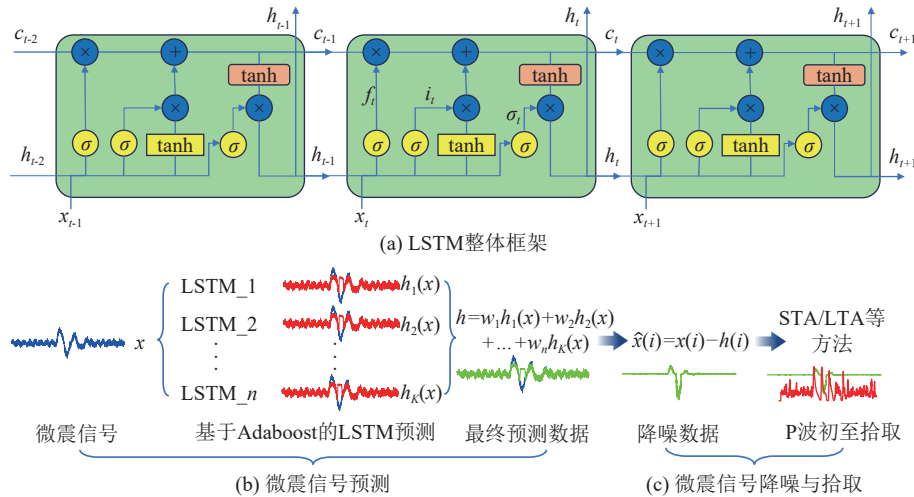 h_{t-1} h_t h_{t+1}
c_{t-2} c_{t-1} c_t c_{t+1}
× + × + × +
tanh tanh tanh
f_t i_t
× × × × × ×
σ_t
σ σ tanh σ σ σ tanh σ σ σ tanh σ
h_{t-2} h_{t-1} h_t h_{t+1}
x_{t-1} x_t x_{t+1}
(a) LSTM整体框架
LSTM_1 h_1(x)
LSTM_2 h_2(x)
x
⋮ ⋮
LSTM_n h_K(x)
h=w_1h_1(x)+w_2h_2(x)
+…+w_nh_K(x)
x̂(i)=x(i)−h(i)
STA/LTA等
方法
微震信号 基于Adaboost的LSTM预测 最终预测数据 降噪数据 P波初至拾取
(b) 微震信号预测 (c) 微震信号降噪与拾取